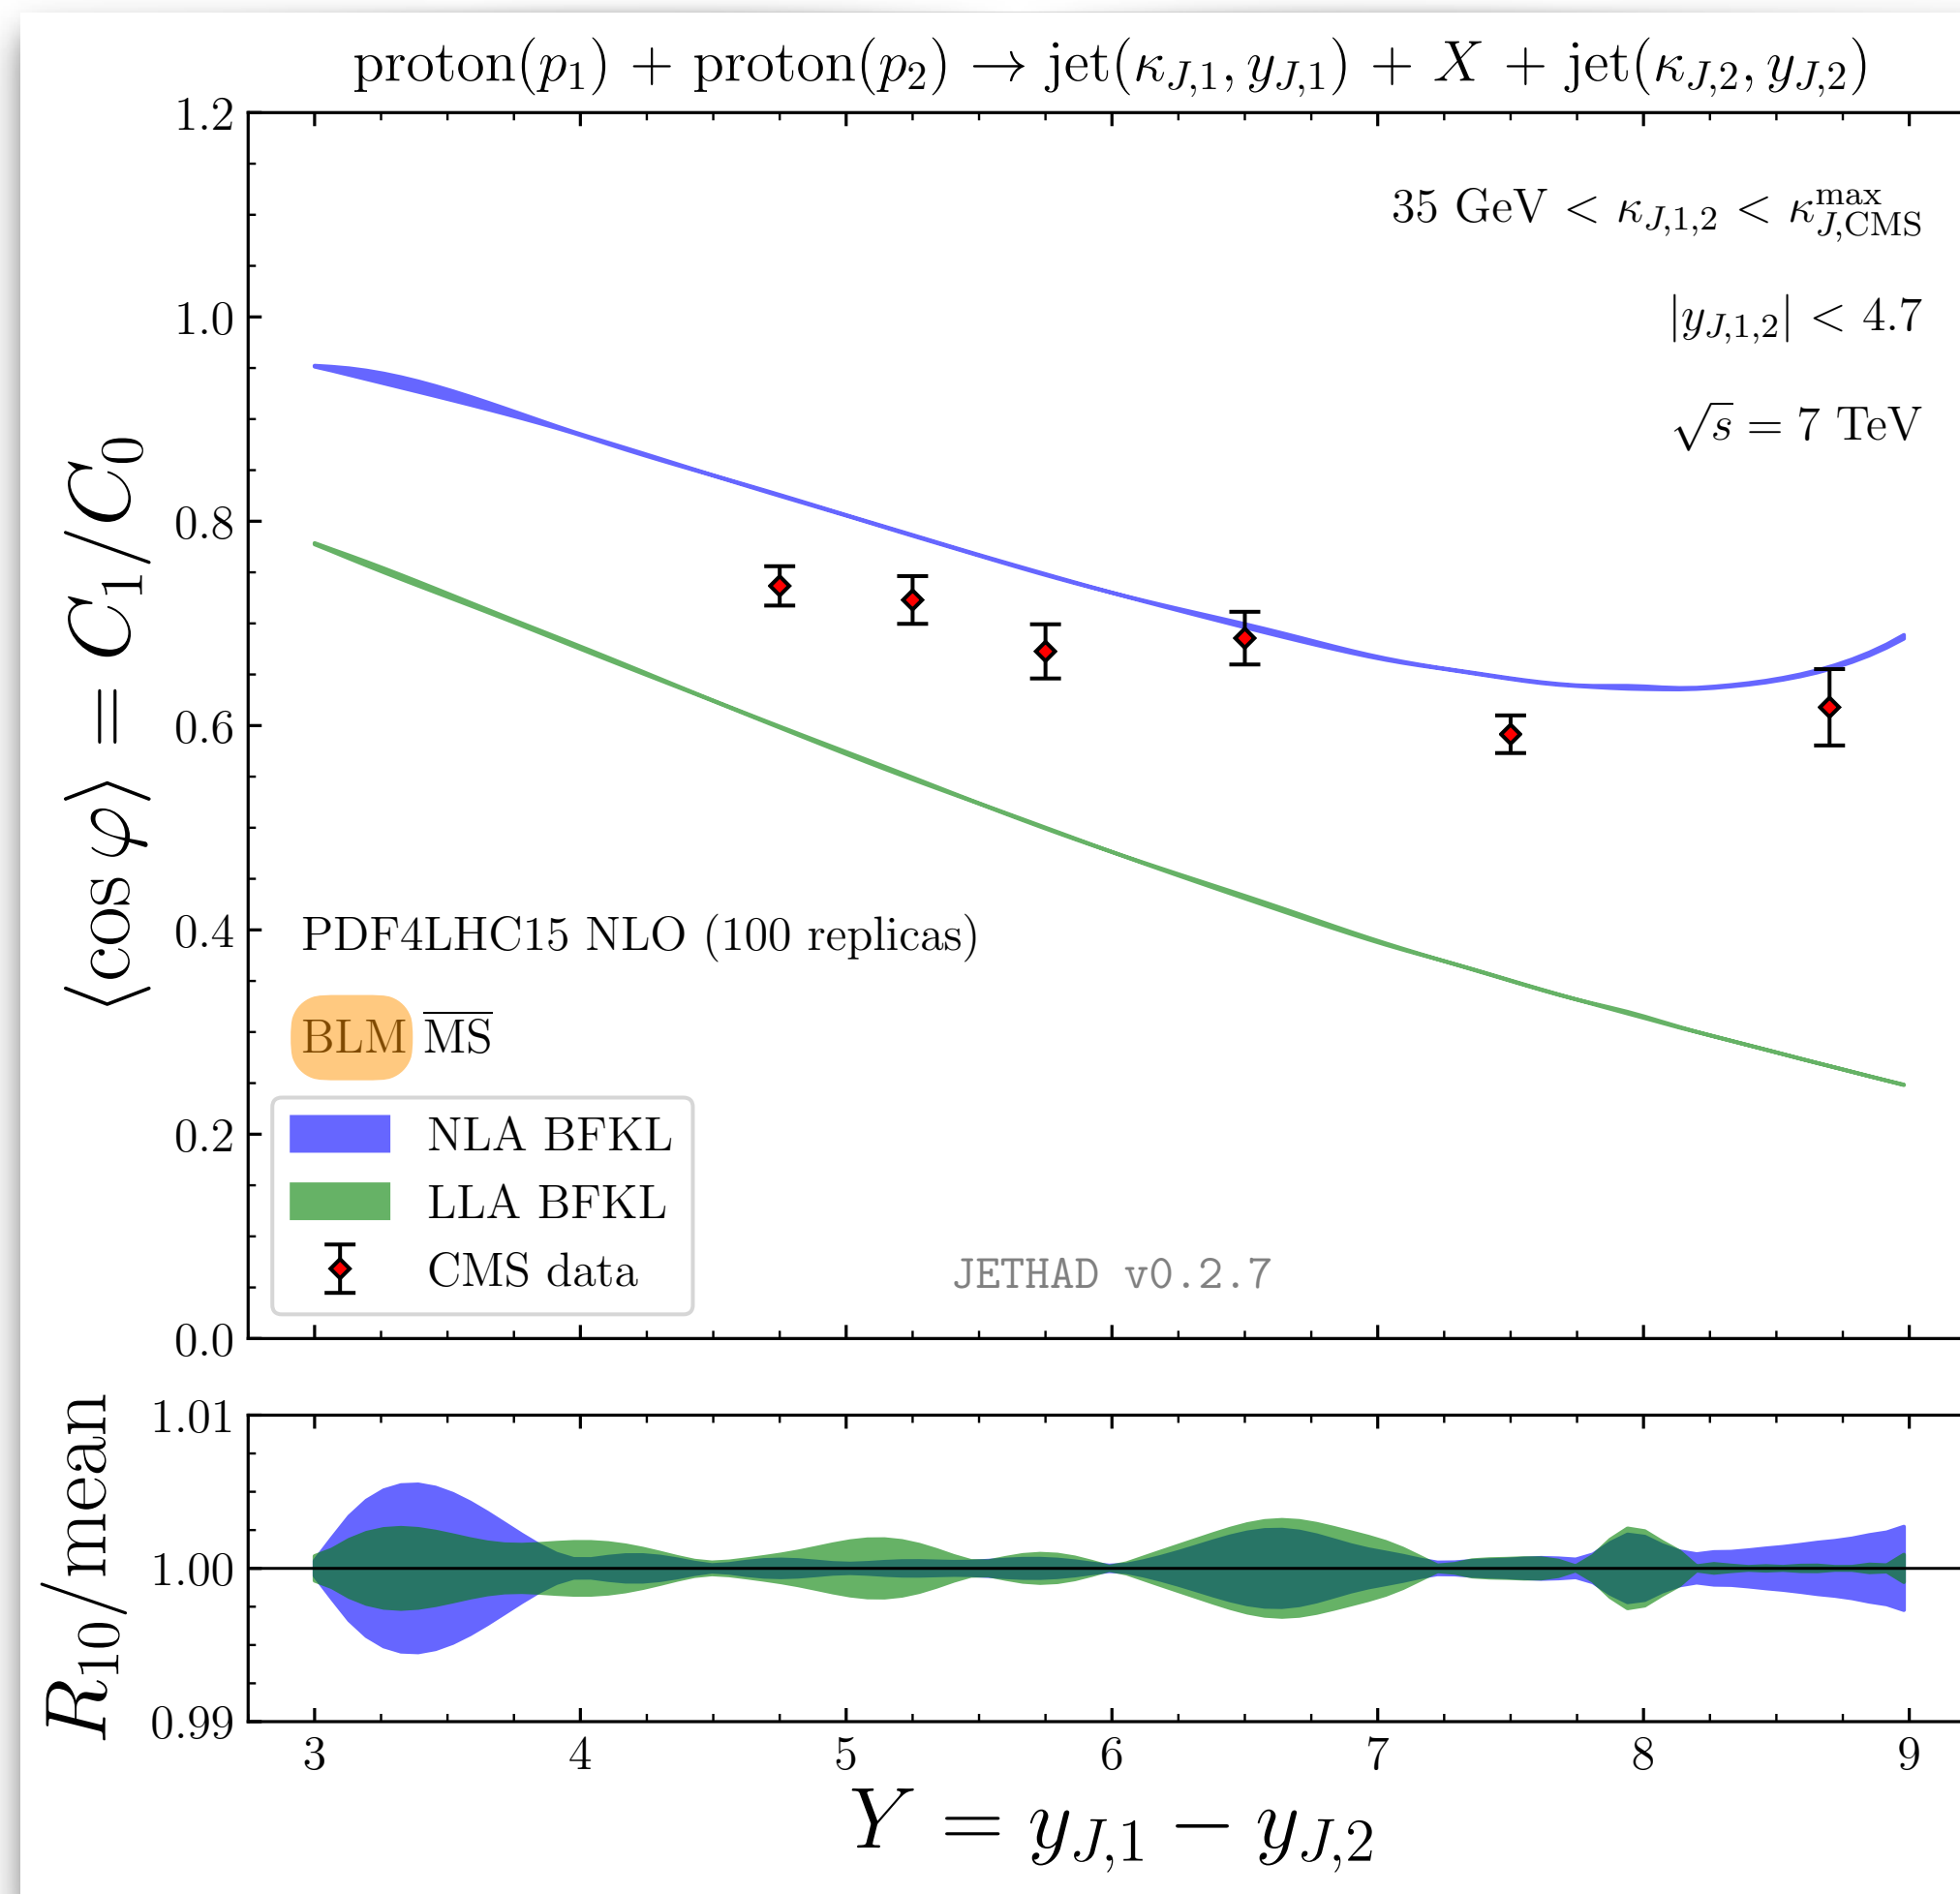 proton(p₁) + proton(p₂) → jet(κ_{J,1}, y_{J,1}) + X + jet(κ_{J,2}, y_{J,2})
⟨cos φ⟩ = C₁/C₀
1.2
1.0
0.8
0.6
0.4
0.2
0.0
35 GeV < κ_{J,1,2} < κ^{max}_{J,CMS}
|y_{J,1,2}| < 4.7
√s = 7 TeV
PDF4LHC15 NLO (100 replicas)
BLM M̅S̅
NLA BFKL
LLA BFKL
CMS data
JETHAD v0.2.7
R₁₀/mean
1.01
1.00
0.99
3 4 5 6 7 8 9
Y = y_{J,1} − y_{J,2}